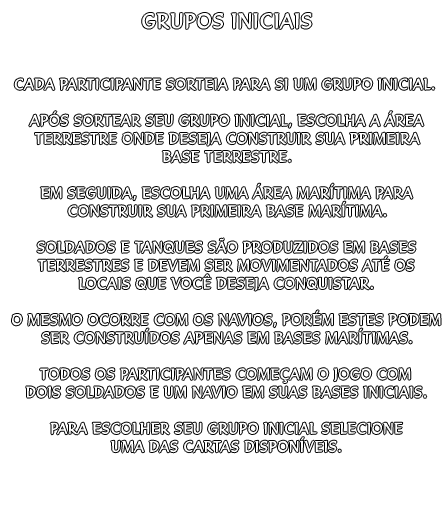 GRUPOS INICIAIS
CADA PARTICIPANTE SORTEIA PARA SI UM GRUPO INICIAL.
APÓS SORTEAR SEU GRUPO INICIAL, ESCOLHA A ÁREA
TERRESTRE ONDE DESEJA CONSTRUIR SUA PRIMEIRA
BASE TERRESTRE.
EM SEGUIDA, ESCOLHA UMA ÁREA MARÍTIMA PARA
CONSTRUIR SUA PRIMEIRA BASE MARÍTIMA.
SOLDADOS E TANQUES SÃO PRODUZIDOS EM BASES
TERRESTRES E DEVEM SER MOVIMENTADOS ATÉ OS
LOCAIS QUE VOCÊ DESEJA CONQUISTAR.
O MESMO OCORRE COM OS NAVIOS, PORÉM ESTES PODEM
SER CONSTRUÍDOS APENAS EM BASES MARÍTIMAS.
TODOS OS PARTICIPANTES COMEÇAM O JOGO COM
DOIS SOLDADOS E UM NAVIO EM SUAS BASES INICIAIS.
PARA ESCOLHER SEU GRUPO INICIAL SELECIONE
UMA DAS CARTAS DISPONÍVEIS.